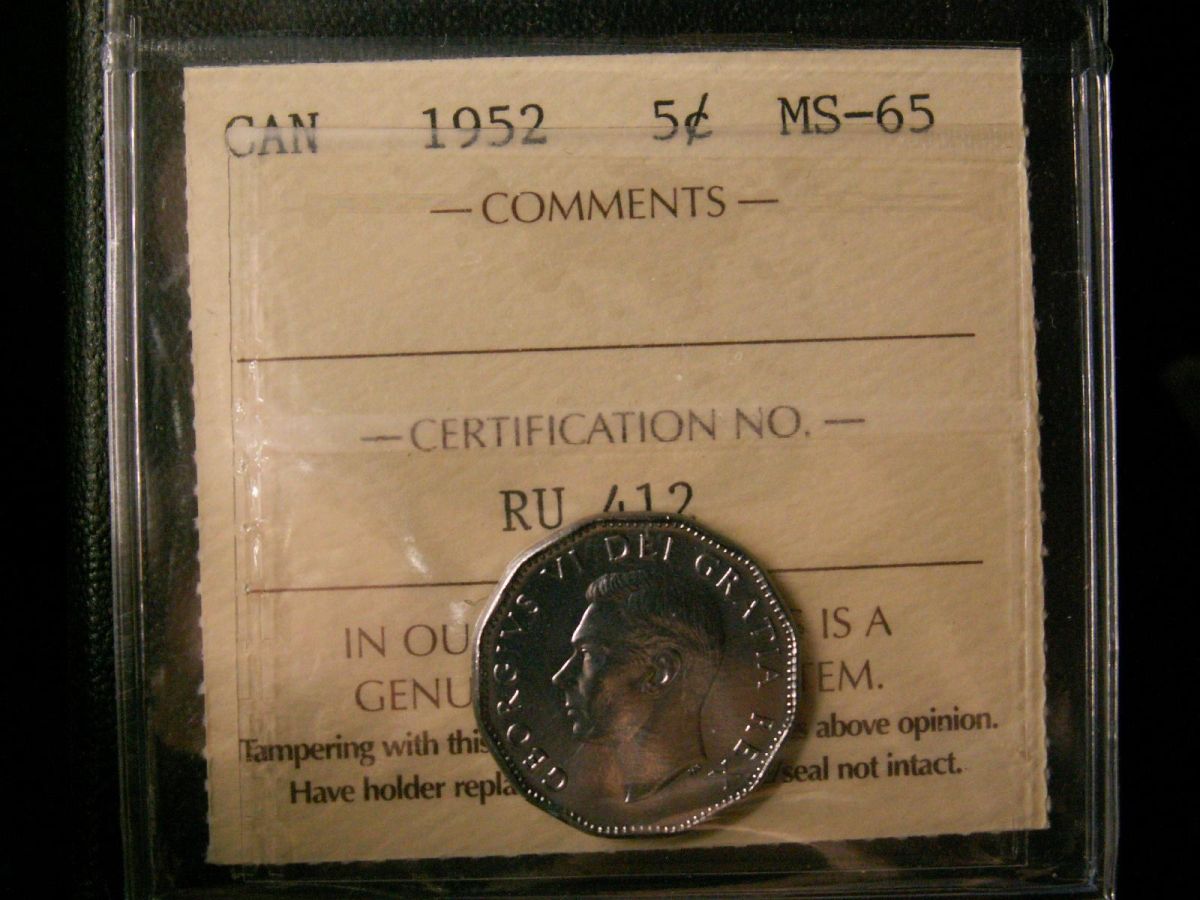 CAN 1952 5¢ MS-65
— COMMENTS —
— CERTIFICATION NO. —
RU 412
GEORGIVS VI DEI GRATIA REX
IN OU S IS A
GENU TEM.
Tampering with this s above opinion.
Have holder repla /seal not intact.